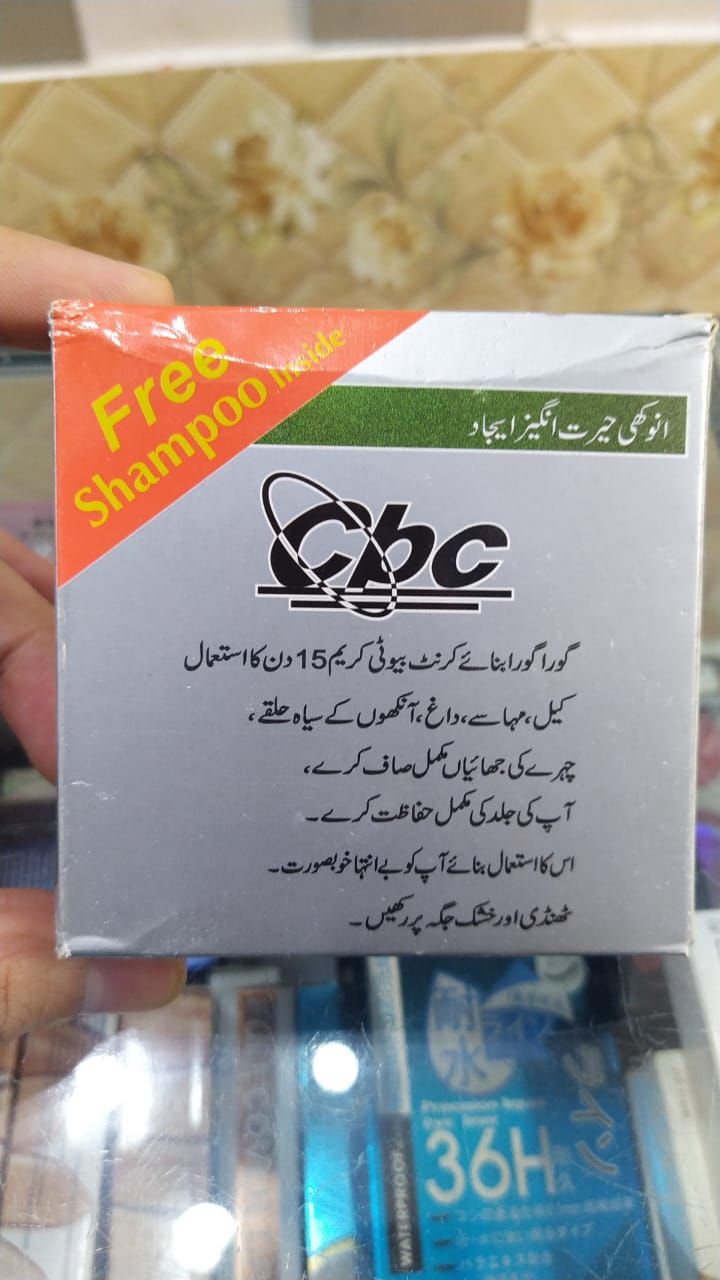 Free
Shampoo Inside
انوکھی حیرت انگیز ایجاد
Cbc
گورا گورا بنائے کرنٹ بیوٹی کریم 15 دن کا استعمال
کیل، مہاسے، داغ، آنکھوں کے سیاہ حلقے،
چہرے کی جھائیاں مکمل صاف کرے،
آپ کی جلد کی مکمل حفاظت کرے۔
اس کا استعمال بنائے آپ کو بے انتہا خوبصورت۔
ٹھنڈی اور خشک جگہ پر رکھیں۔
耐水
36H
WATERPROOF